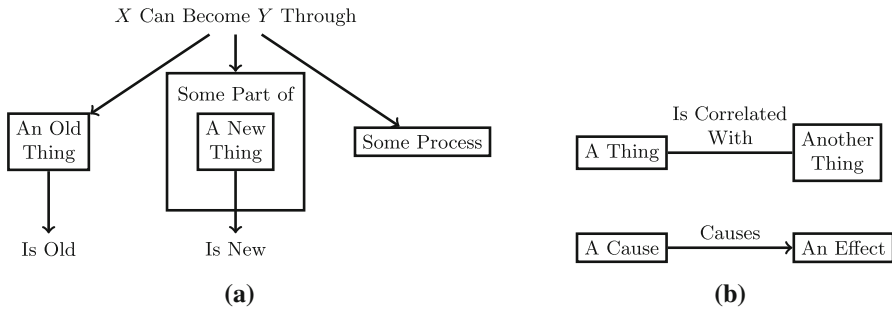 X Can Become Y Through
An Old
Thing
Some Part of
A New
Thing
Some Process
Is Old
Is New
(a)
Is Correlated
With
A Thing
Another
Thing
Causes
A Cause
An Effect
(b)